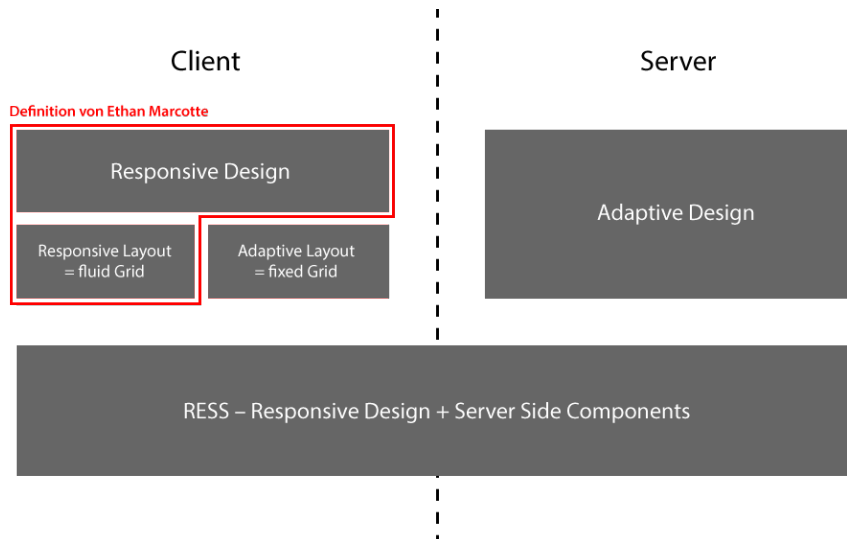 Client
Server
Definition von Ethan Marcotte
Responsive Design
Adaptive Design
Responsive Layout
= fluid Grid
Adaptive Layout
= fixed Grid
RESS – Responsive Design + Server Side Components